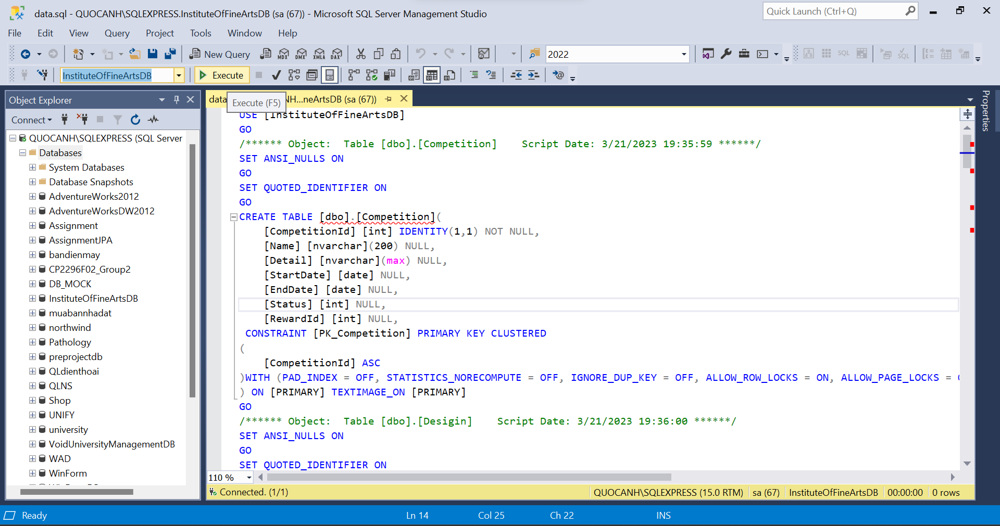 data.sql - QUOCANH\SQLEXPRESS.InstituteOfFineArtsDB (sa (67)) - Microsoft SQL Server Management Studio
Quick Launch (Ctrl+Q)
File Edit View Query Project Tools Window Help
New Query MDX DMX XMLA DAX 2022 SQL SQL
InstituteOfFineArtsDB Execute
Object Explorer
Connect
QUOCANH\SQLEXPRESS (SQL Server
Databases
System Databases
Database Snapshots
AdventureWorks2012
AdventureWorksDW2012
Assignment
AssignmentJPA
bandienmay
CP2296F02_Group2
DB_MOCK
InstituteOfFineArtsDB
muabannhadat
northwind
Pathology
preprojectdb
QLdienthoai
QLNS
Shop
UNIFY
university
VoidUniversityManagementDB
WAD
WinForm
data NH...neArtsDB (sa (67))
Execute (F5)
USE [InstituteOfFineArtsDB]
GO
/****** Object:  Table [dbo].[Competition]    Script Date: 3/21/2023 19:35:59 ******/
SET ANSI_NULLS ON
GO
SET QUOTED_IDENTIFIER ON
GO
CREATE TABLE [dbo].[Competition](
[CompetitionId] [int] IDENTITY(1,1) NOT NULL,
[Name] [nvarchar](200) NULL,
[Detail] [nvarchar](max) NULL,
[StartDate] [date] NULL,
[EndDate] [date] NULL,
[Status] [int] NULL,
[RewardId] [int] NULL,
CONSTRAINT [PK_Competition] PRIMARY KEY CLUSTERED
(
[CompetitionId] ASC
)WITH (PAD_INDEX = OFF, STATISTICS_NORECOMPUTE = OFF, IGNORE_DUP_KEY = OFF, ALLOW_ROW_LOCKS = ON, ALLOW_PAGE_LOCKS =
) ON [PRIMARY] TEXTIMAGE_ON [PRIMARY]
GO
/****** Object:  Table [dbo].[Desigin]    Script Date: 3/21/2023 19:36:00 ******/
SET ANSI_NULLS ON
GO
SET QUOTED_IDENTIFIER ON
110 %
Connected. (1/1)
QUOCANH\SQLEXPRESS (15.0 RTM) sa (67) InstituteOfFineArtsDB 00:00:00 0 rows
Properties
Ready Ln 14 Col 25 Ch 22 INS